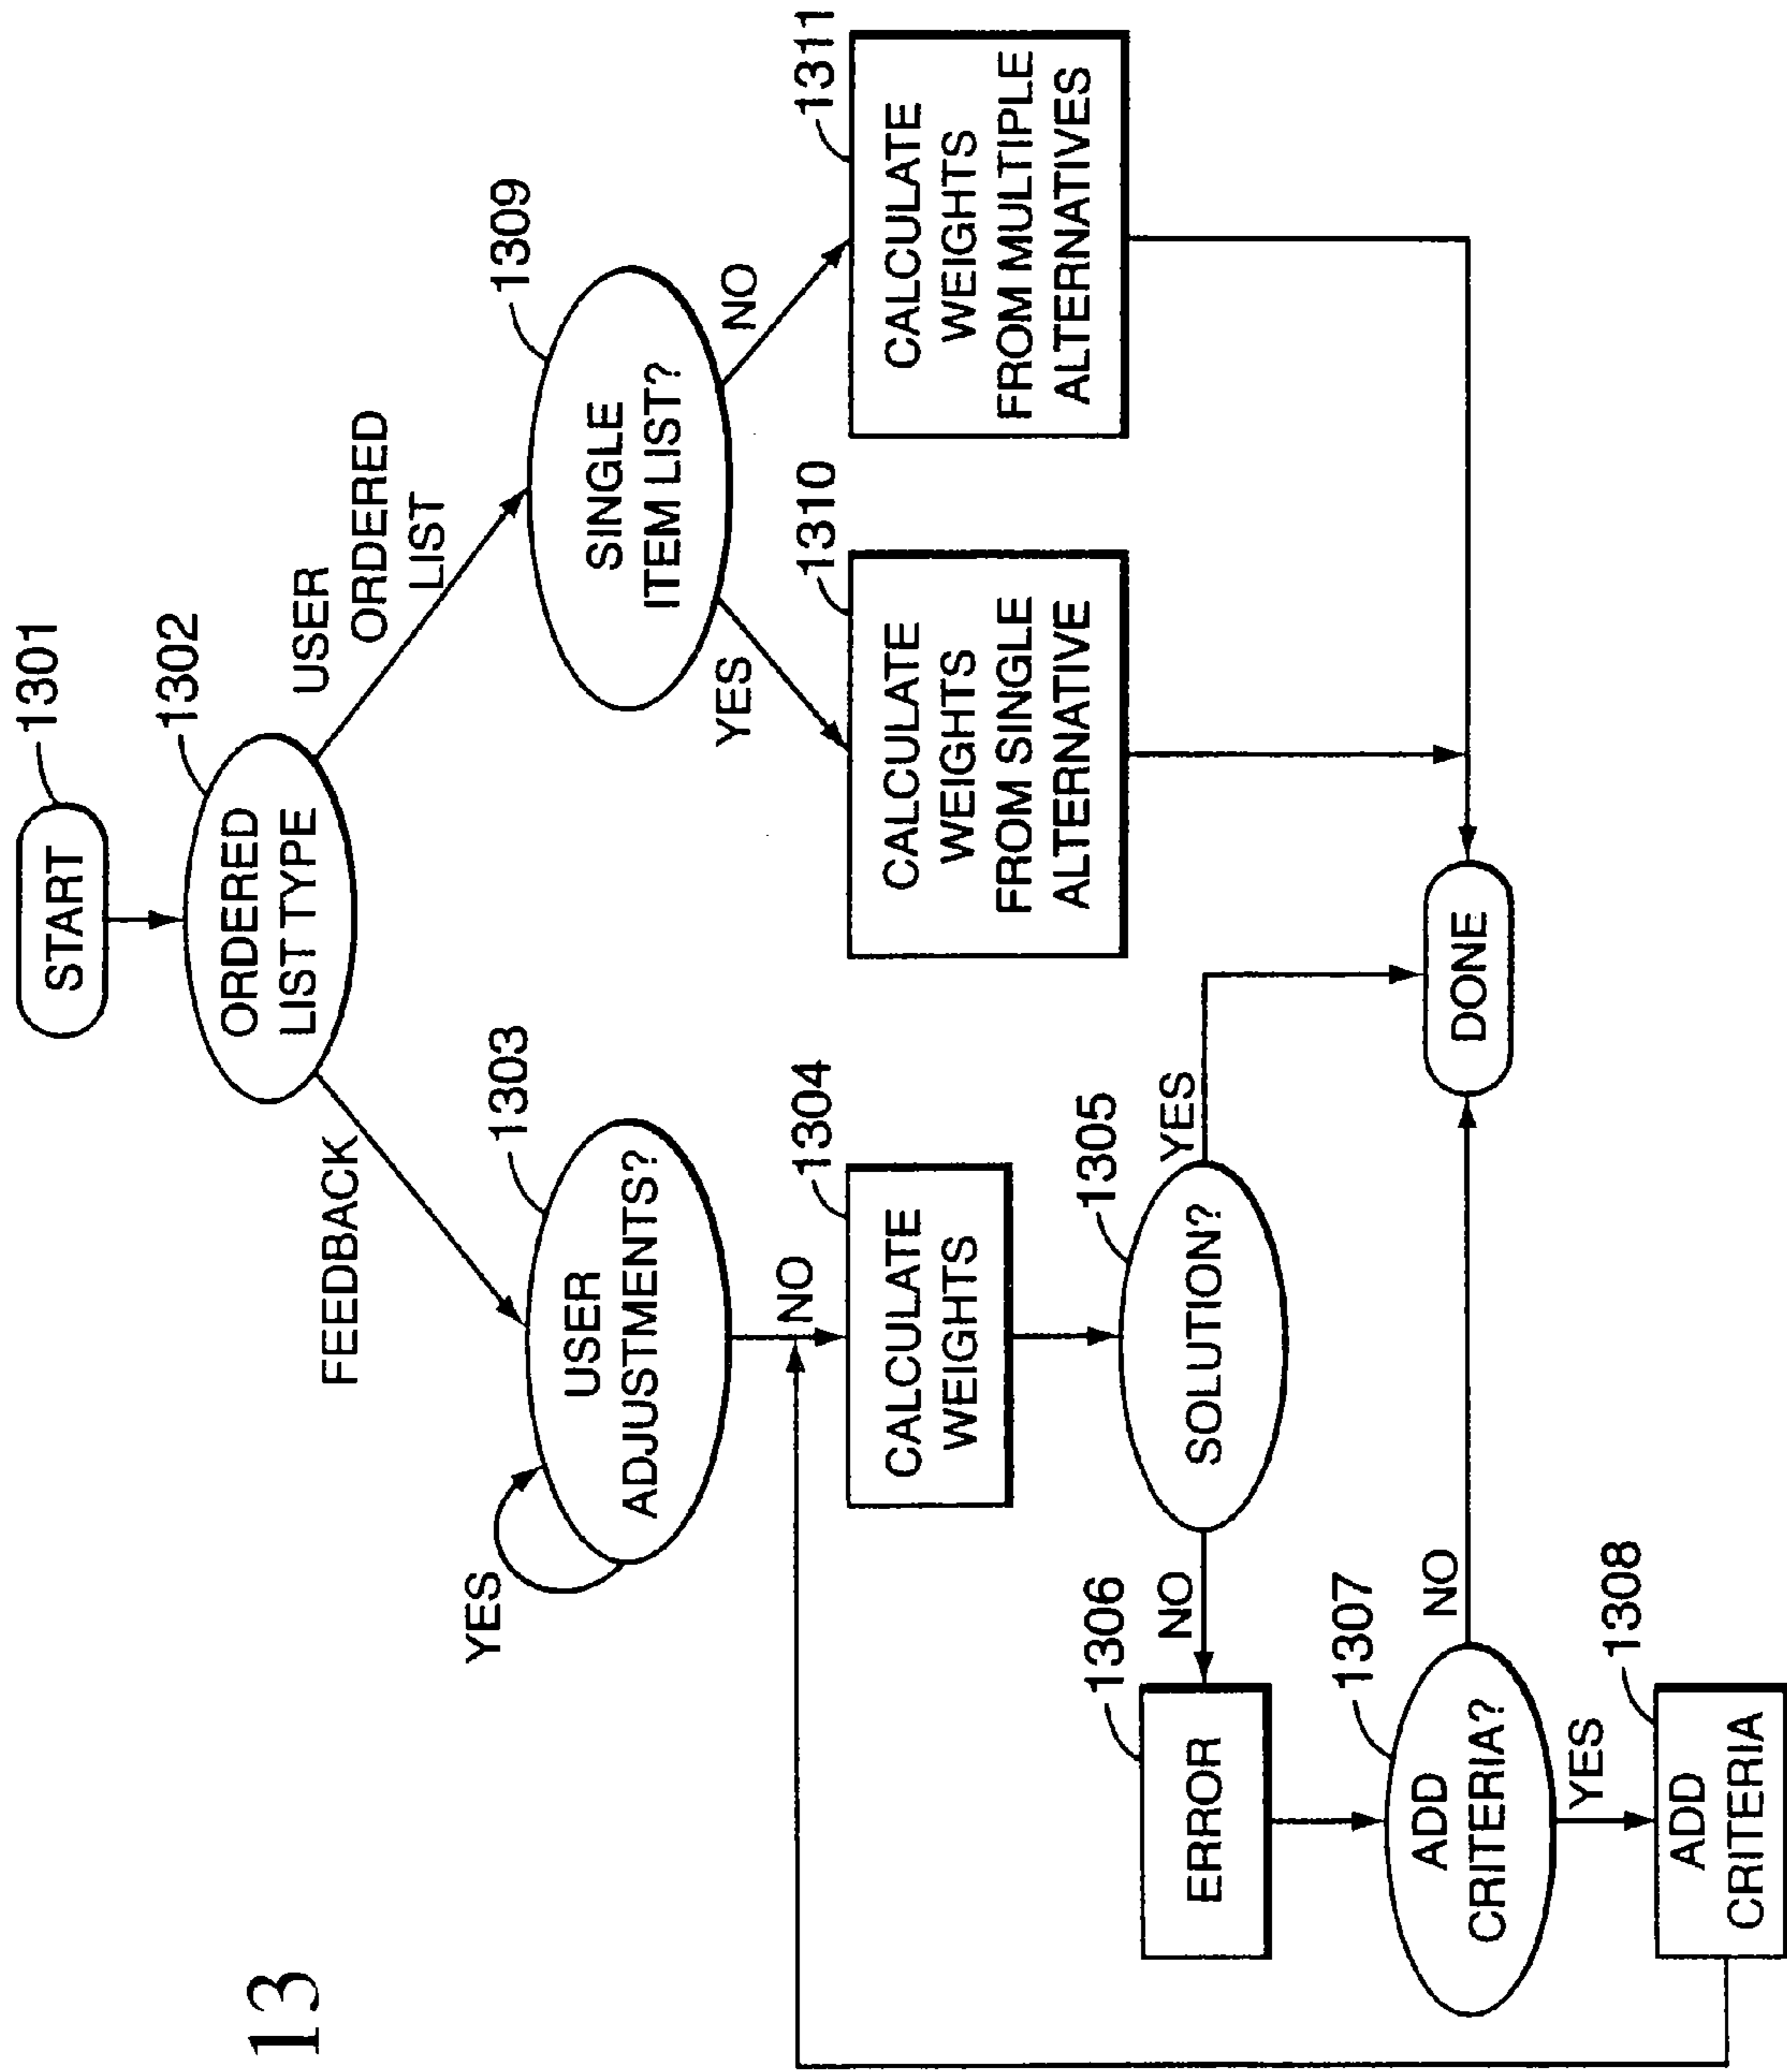 13
START
1301
ORDERED
LIST TYPE
1302
FEEDBACK
USER
ORDERED
LIST
YES
USER
ADJUSTMENTS?
1303
NO
SINGLE
ITEM LIST?
1309
YES
NO
CALCULATE
WEIGHTS
1304
CALCULATE
WEIGHTS
FROM SINGLE
ALTERNATIVE
1310
CALCULATE
WEIGHTS
FROM MULTIPLE
ALTERNATIVES
1311
SOLUTION?
1305
YES
NO
ERROR
1306
ADD
CRITERIA?
1307
NO
DONE
YES
ADD
CRITERIA
1308